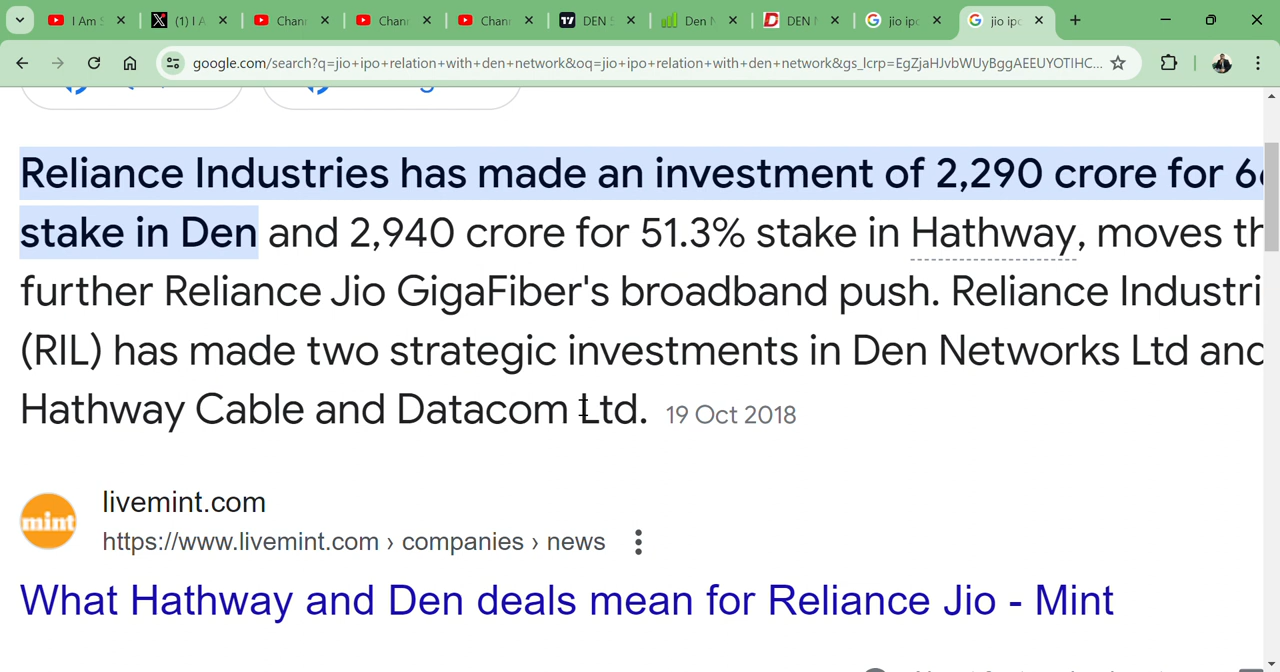 I Am S
(1) I A
Chann
Chann
Chann
DEN S
Den N
DEN N
jio ipo
jio ipo
google.com/search?q=jio+ipo+relation+with+den+network&oq=jio+ipo+relation+with+den+network&gs_lcrp=EgZjaHJvbWUyBggAEEUYOTIHC...
Reliance Industries has made an investment of 2,290 crore for 6
stake in Den and 2,940 crore for 51.3% stake in Hathway, moves th
further Reliance Jio GigaFiber's broadband push. Reliance Industri
(RIL) has made two strategic investments in Den Networks Ltd and
Hathway Cable and Datacom Ltd. 19 Oct 2018
mint
livemint.com
https://www.livemint.com › companies › news
What Hathway and Den deals mean for Reliance Jio - Mint